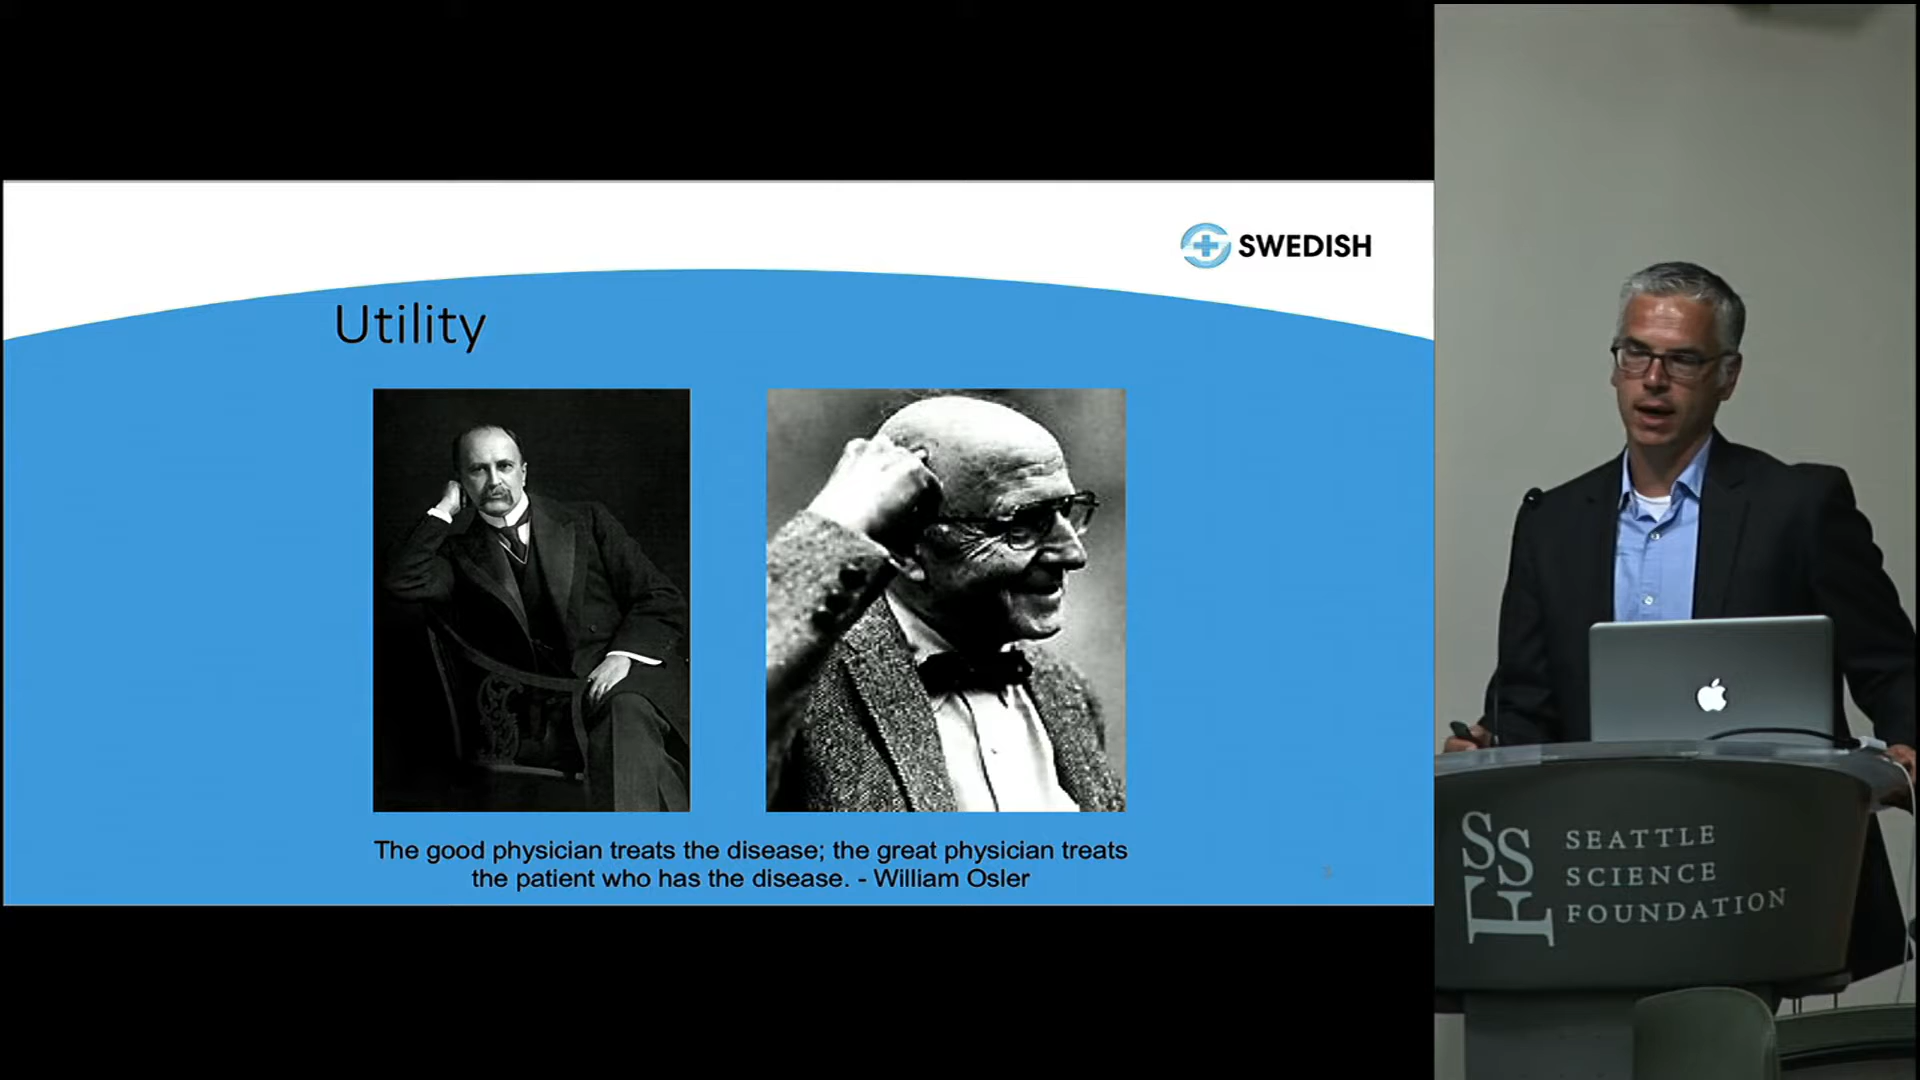 SWEDISH
Utility
The good physician treats the disease; the great physician treats
the patient who has the disease. - William Osler
SSF
SEATTLE
SCIENCE
FOUNDATION